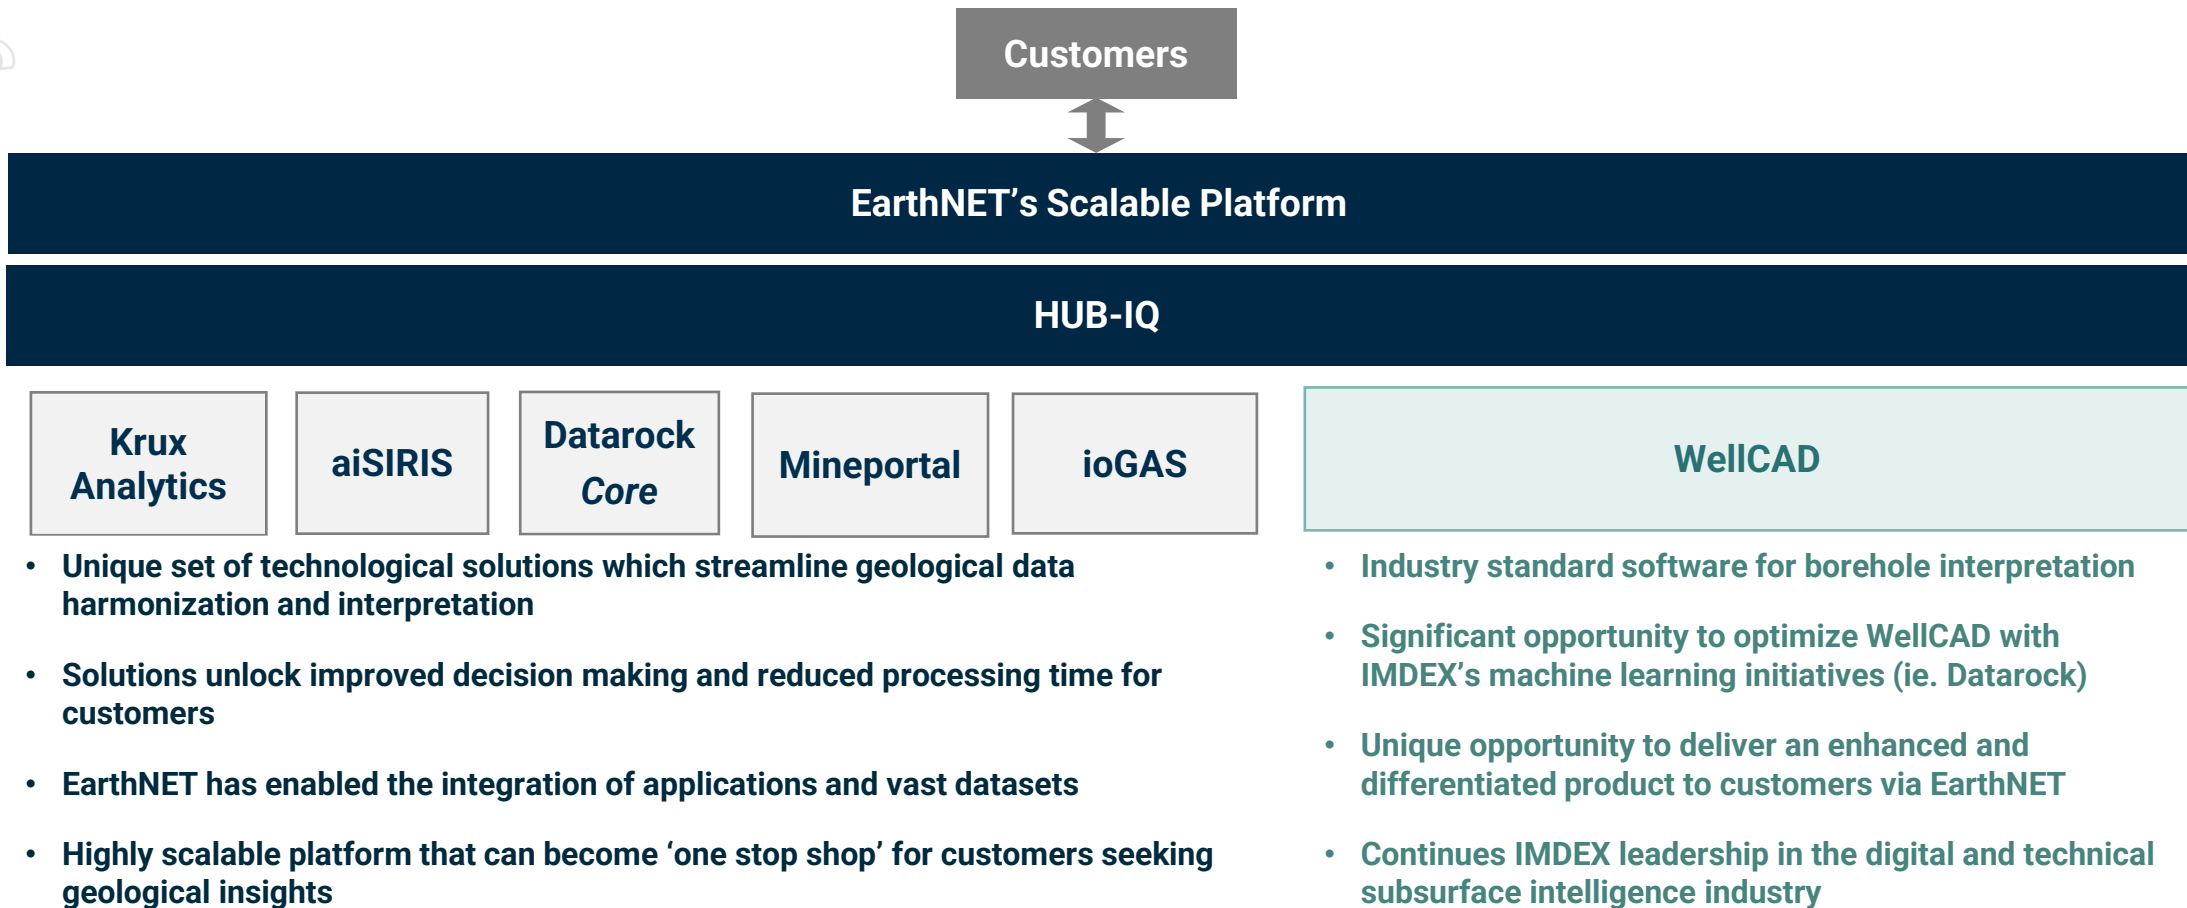 Customers
EarthNET’s Scalable Platform
HUB-IQ
Krux
Analytics
aiSIRIS
Datarock
Core
Mineportal
ioGAS
WellCAD
• Unique set of technological solutions which streamline geological data
harmonization and interpretation
• Solutions unlock improved decision making and reduced processing time for
customers
• EarthNET has enabled the integration of applications and vast datasets
• Highly scalable platform that can become ‘one stop shop’ for customers seeking
geological insights
• Industry standard software for borehole interpretation
• Significant opportunity to optimize WellCAD with
IMDEX’s machine learning initiatives (ie. Datarock)
• Unique opportunity to deliver an enhanced and
differentiated product to customers via EarthNET
• Continues IMDEX leadership in the digital and technical
subsurface intelligence industry